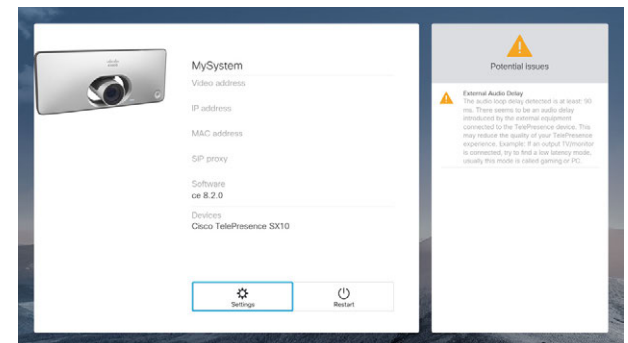 MySystem
Video address
IP address:
MAC address
SIP proxy
Software
ce 8.2.0
Devices
Cisco TelePresence SX10
Settings
Restart
Potential Issues
External Audio Delay
The audio loop delay detected is at least: 90
ms. There seems to be an audio delay
introduced by the external equipment
connected to the TelePresence device. This
may reduce the quality of your TelePresence
experience. Example: If an output TV/monitor
is connected, try to find a low latency mode,
usually this mode is called gaming or PC.